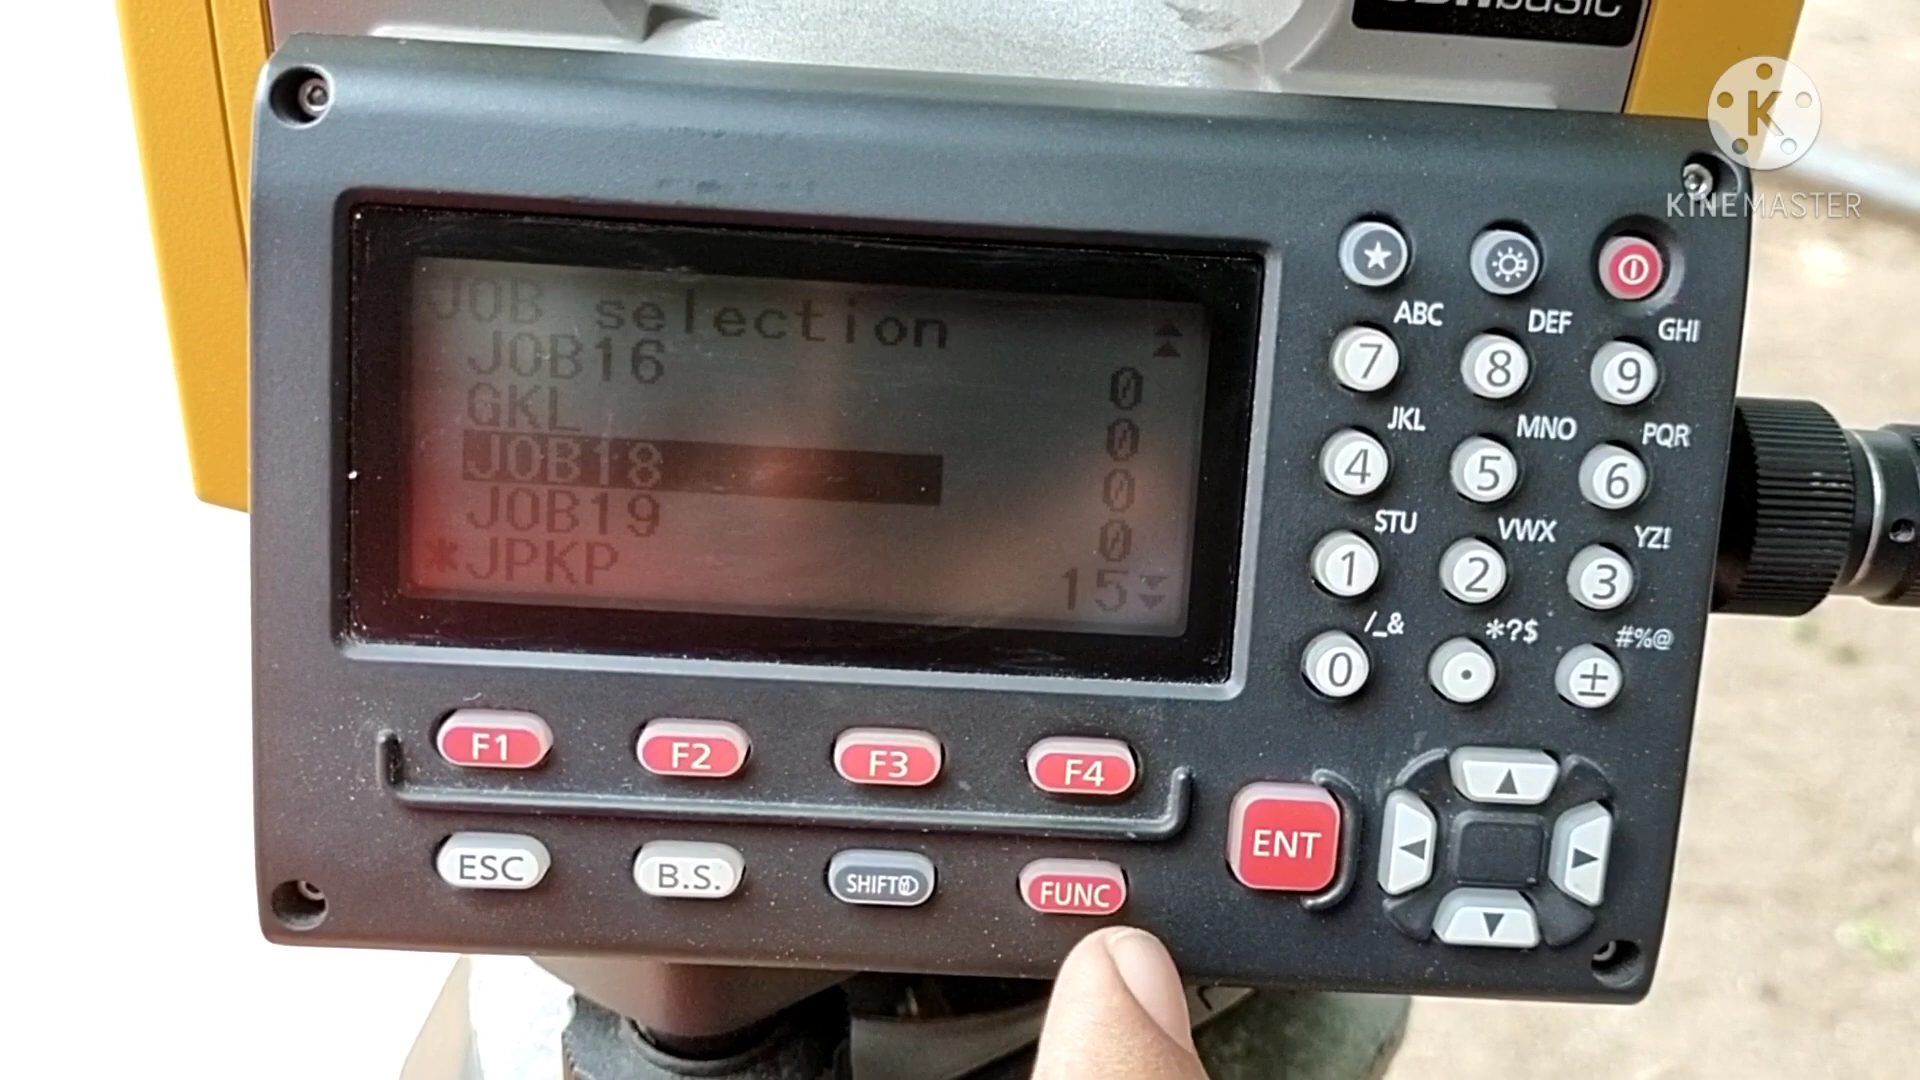 basic
KINEMASTER
K
JOB selection
JOB16 0
GKL 0
JOB18 0
JOB19 0
*JPKP 15
ABC DEF GHI
7 8 9
JKL MNO PQR
4 5 6
STU VWX YZ!
1 2 3
/_& *?$ #%@
0 . ±
F1 F2 F3 F4
ESC B.S. SHIFT FUNC ENT